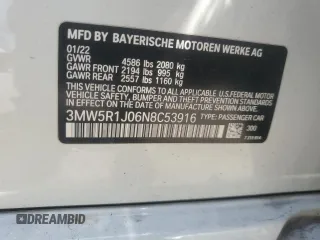 MFD BY BAYERISCHE MOTOREN WERKE AG
01/22
GVWR 4586 lbs 2080 kg
GAWR FRONT 2194 lbs 995 kg
GAWR REAR 2557 lbs 1160 kg
THIS VEHICLE CONFORMS TO ALL APPLICABLE
U.S. FEDERAL MOTOR VEHICLE SAFETY, BUMPER,
AND THEFT PREVENTION STANDARDS IN EFFECT
ON THE DATE OF MANUFACTURE SHOWN ABOVE.
3MW5R1J06N8C53916
TYPE: PASSENGER CAR
300
© DREAMBID